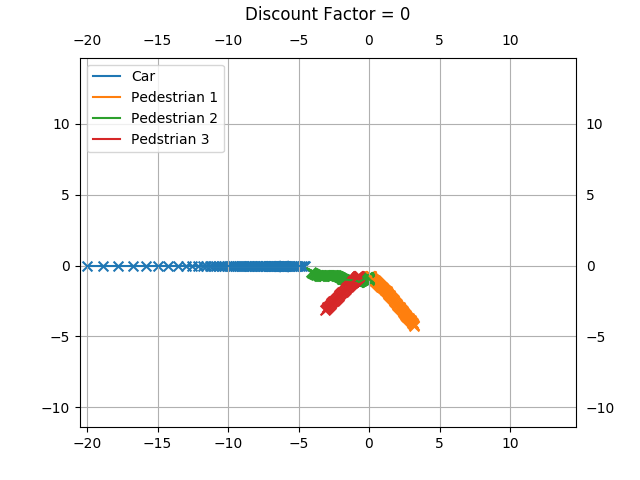 Discount Factor = 0
−20 −15 −10 −5 0 5 10
Car
Pedestrian 1
Pedestrian 2
Pedstrian 3
10 10
5 5
0 0
−5 −5
−10 −10
−20 −15 −10 −5 0 5 10